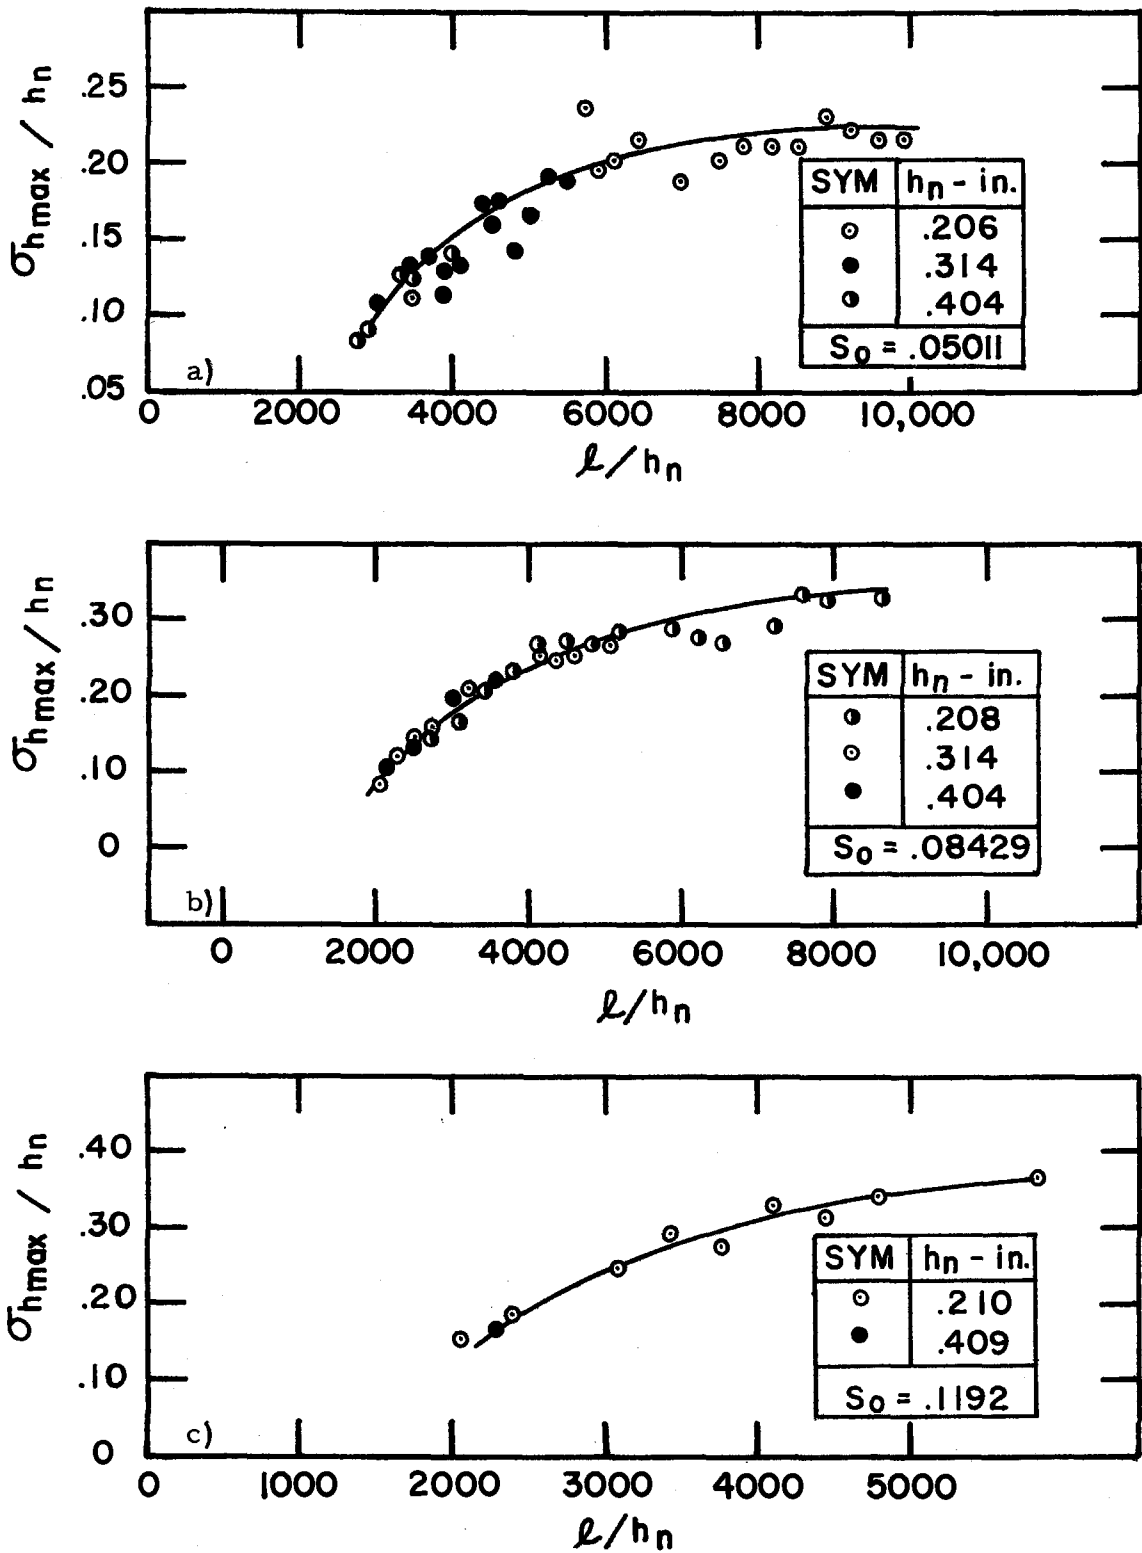 σhmax / hn
.25
.20
.15
.10
.05
a)
SYM hn - in.
.206
.314
.404
So = .05011
0 2000 4000 6000 8000 10,000
ℓ/hn
σhmax / hn
.30
.20
.10
0
b)
SYM hn - in.
.208
.314
.404
So = .08429
0 2000 4000 6000 8000 10,000
ℓ/hn
σhmax / hn
.40
.30
.20
.10
0
c)
SYM hn - in.
.210
.409
So = .1192
0 1000 2000 3000 4000 5000
ℓ/hn